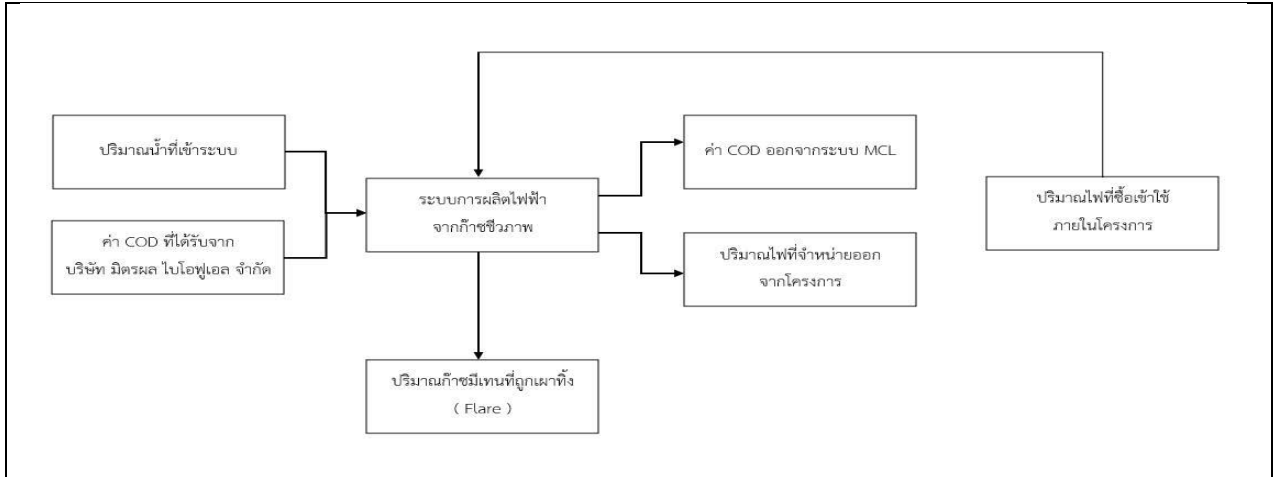 ปริมาณน้ำที่เข้าระบบ
ค่า COD ที่ได้รับจาก
บริษัท มิตรผล ไบโอฟูเอล จำกัด
ระบบการผลิตไฟฟ้า
จากก๊าซชีวภาพ
ค่า COD ออกจากระบบ MCL
ปริมาณไฟที่จำหน่ายออก
จากโครงการ
ปริมาณไฟที่ซื้อเข้าใช้
ภายในโครงการ
ปริมาณก๊าซมีเทนที่ถูกเผาทิ้ง
( Flare )